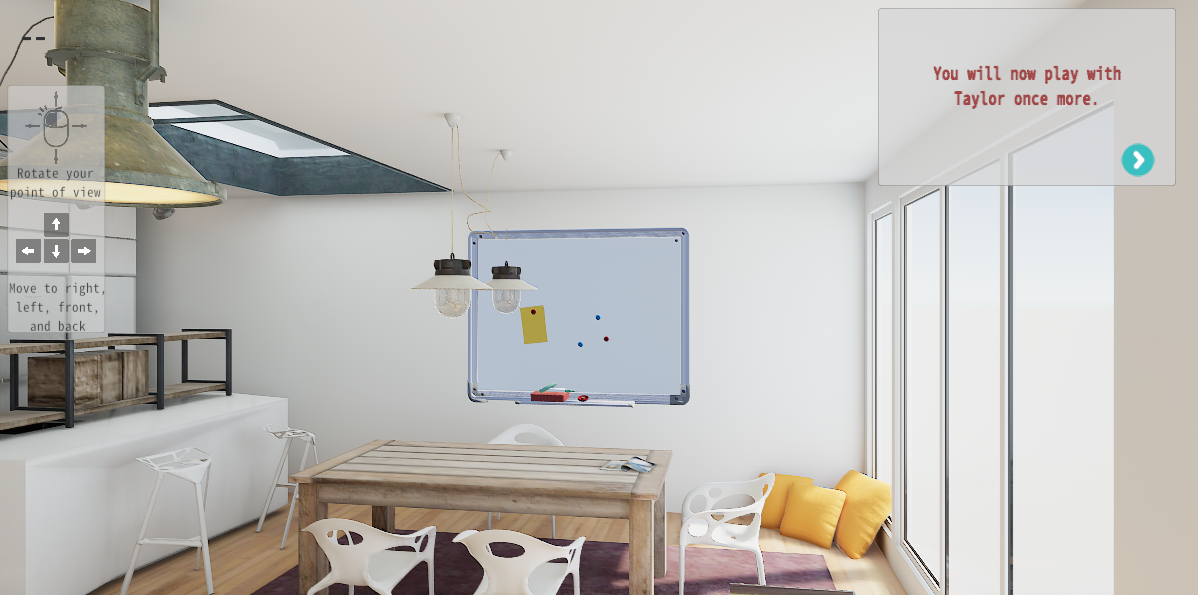 You will now play with
Taylor once more.
Rotate your
point of view
Move to right,
left, front,
and back